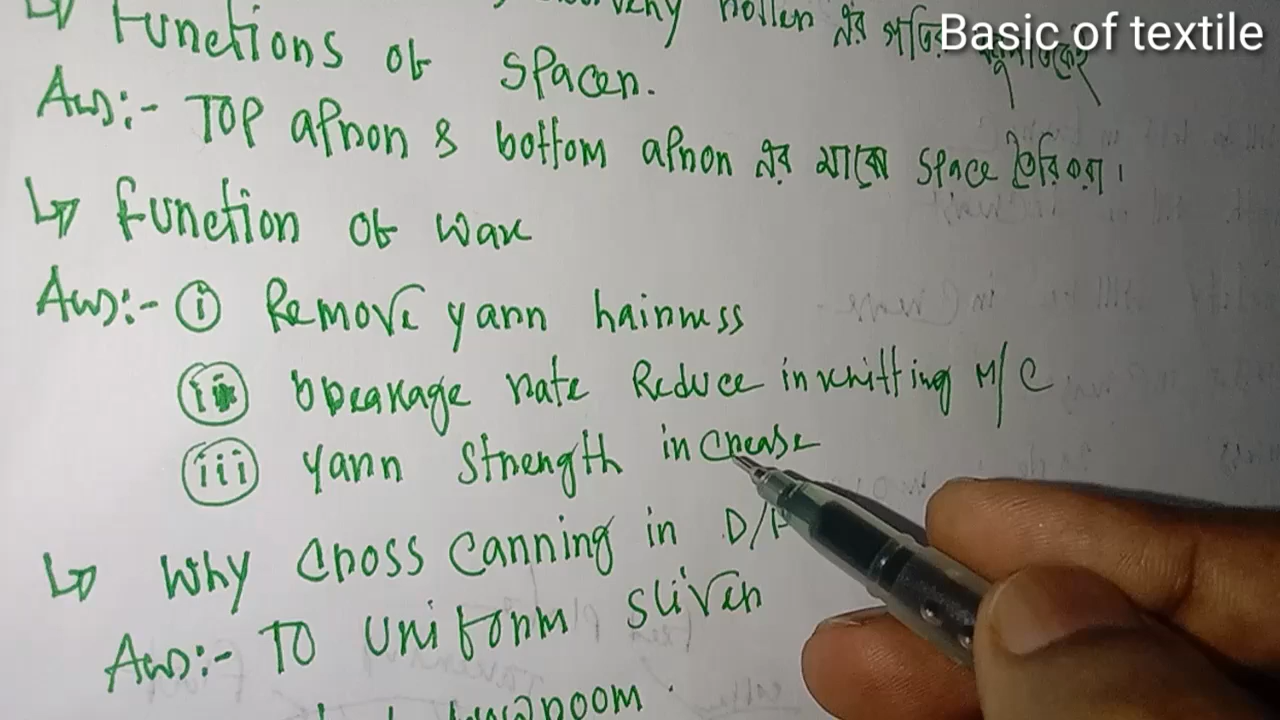 Basic of textile
Functions of spacer.
Ans:- TOP apron & bottom apron এর মাঝে space তৈরি করা।
Function of wax
Ans:- (i) Remove yarn hairness
(ii) breakage rate Reduce in knitting M/C
(iii) yarn strength increase
Why cross canning in D/F
Ans:- To uniform sliver